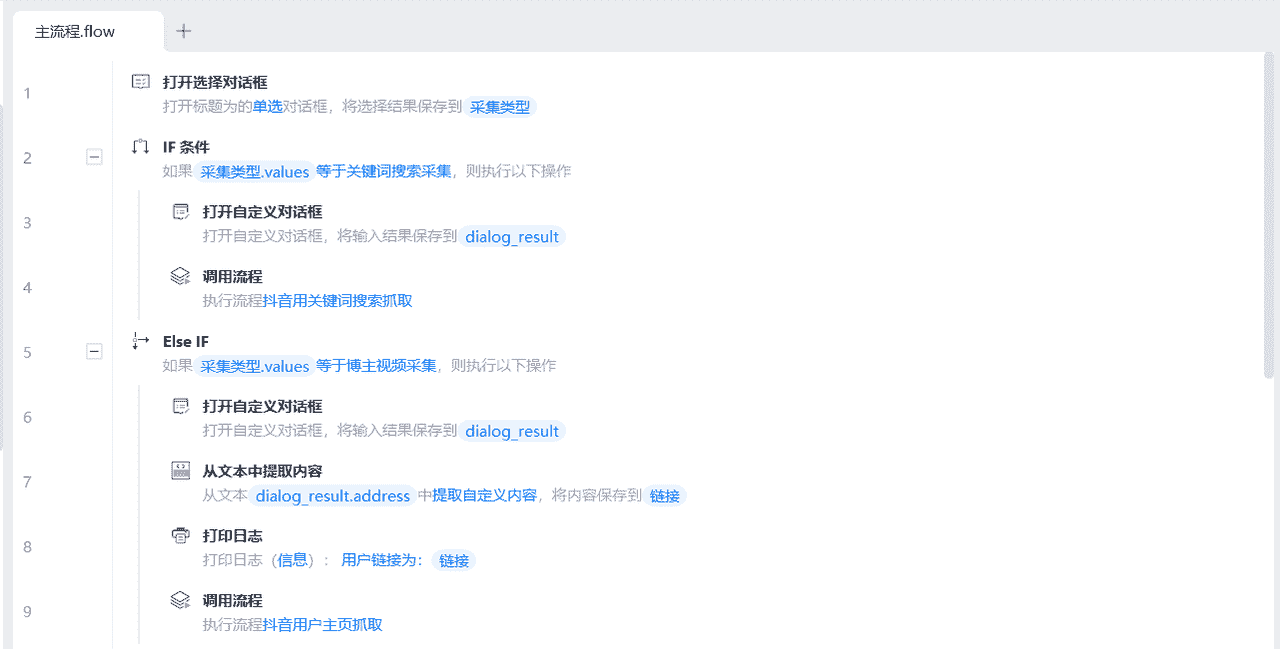 主流程.flow
1
打开选择对话框
打开标题为的单选对话框，将选择结果保存到 采集类型
2
IF 条件
如果 采集类型.values 等于关键词搜索采集，则执行以下操作
3
打开自定义对话框
打开自定义对话框，将输入结果保存到 dialog_result
4
调用流程
执行流程抖音用关键词搜索抓取
5
Else IF
如果 采集类型.values 等于博主视频采集，则执行以下操作
6
打开自定义对话框
打开自定义对话框，将输入结果保存到 dialog_result
7
从文本中提取内容
从文本 dialog_result.address 中提取自定义内容，将内容保存到 链接
8
打印日志
打印日志（信息）： 用户链接为： 链接
9
调用流程
执行流程抖音用户主页抓取